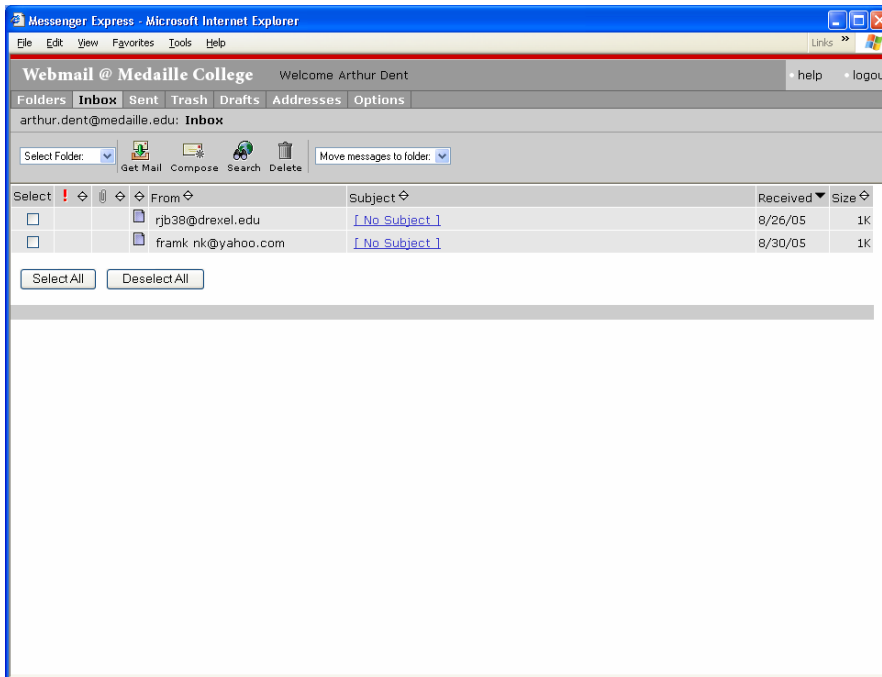 Messenger Express - Microsoft Internet Explorer
File Edit View Favorites Tools Help Links »
Webmail @ Medaille College Welcome Arthur Dent help logou
Folders Inbox Sent Trash Drafts Addresses Options
arthur.dent@medaille.edu: Inbox
Select Folder: Get Mail Compose Search Delete Move messages to folder:
Select ! From Subject Received Size
rjb38@drexel.edu [ No Subject ] 8/26/05 1K
framk nk@yahoo.com [ No Subject ] 8/30/05 1K
Select All Deselect All